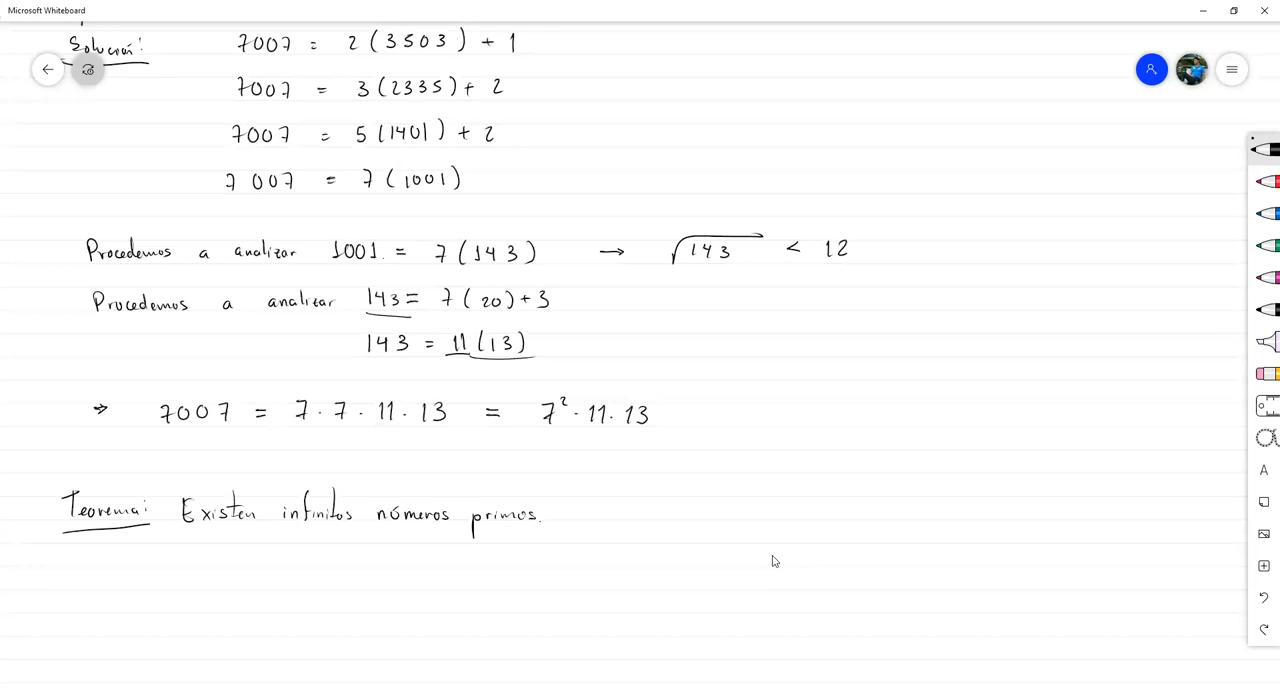 Microsoft Whiteboard
Solución: 7007 = 2 (3503) + 1
7007 = 3 (2335) + 2
7007 = 5 (1401) + 2
7007 = 7 (1001)
Procedemos a analizar 1001 = 7 (143) → √143 < 12
Procedemos a analizar 143 = 7 (20) + 3
143 = 11 (13)
→ 7007 = 7 · 7 · 11 · 13 = 7² · 11 · 13
Teorema: Existen infinitos números primos.